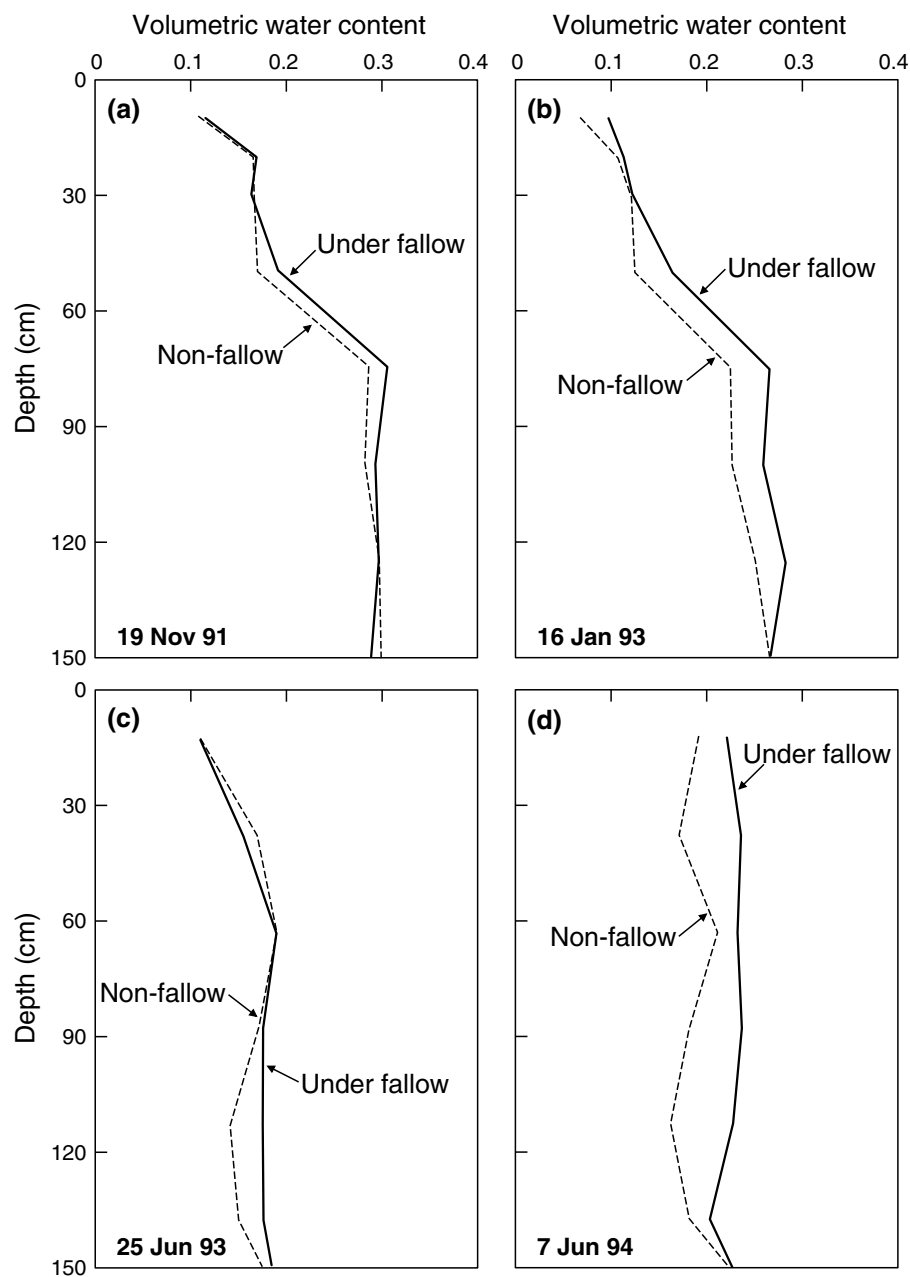 Volumetric water content Volumetric water content
0 0.1 0.2 0.3 0.4 0 0.1 0.2 0.3 0.4
0
(a)
30
Under fallow
60
Non-fallow
Depth (cm)
90
120
19 Nov 91
150
(b)
Under fallow
Non-fallow
16 Jan 93
0
(c)
30
60
Depth (cm)
Non-fallow
90
Under fallow
120
25 Jun 93
150
(d)
Under fallow
Non-fallow
7 Jun 94